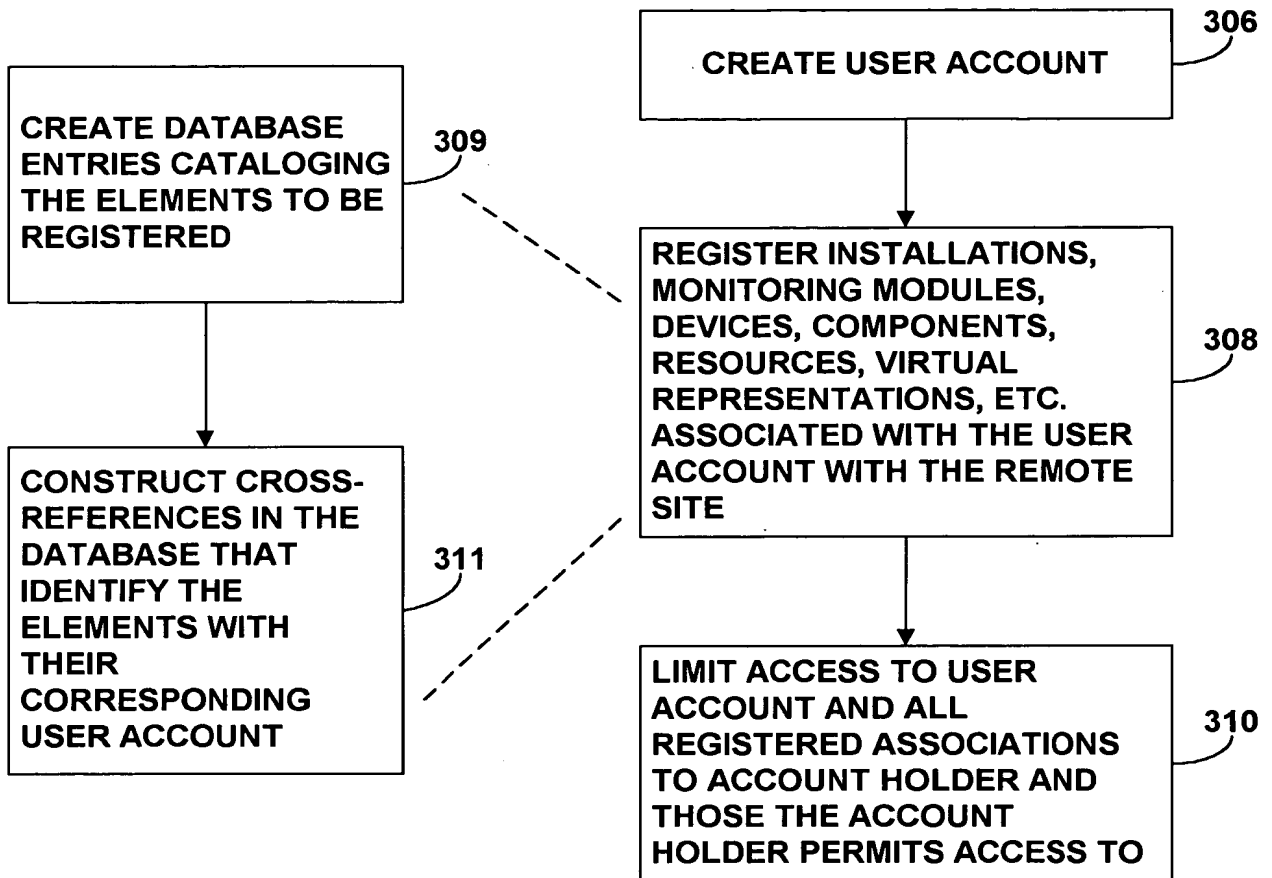 306
CREATE USER ACCOUNT
CREATE DATABASE
ENTRIES CATALOGING
THE ELEMENTS TO BE
REGISTERED
309
REGISTER INSTALLATIONS,
MONITORING MODULES,
DEVICES, COMPONENTS,
RESOURCES, VIRTUAL
REPRESENTATIONS, ETC.
ASSOCIATED WITH THE USER
ACCOUNT WITH THE REMOTE
SITE
308
CONSTRUCT CROSS-
REFERENCES IN THE
DATABASE THAT
IDENTIFY THE
ELEMENTS WITH
THEIR
CORRESPONDING
USER ACCOUNT
311
LIMIT ACCESS TO USER
ACCOUNT AND ALL
REGISTERED ASSOCIATIONS
TO ACCOUNT HOLDER AND
THOSE THE ACCOUNT
HOLDER PERMITS ACCESS TO
310